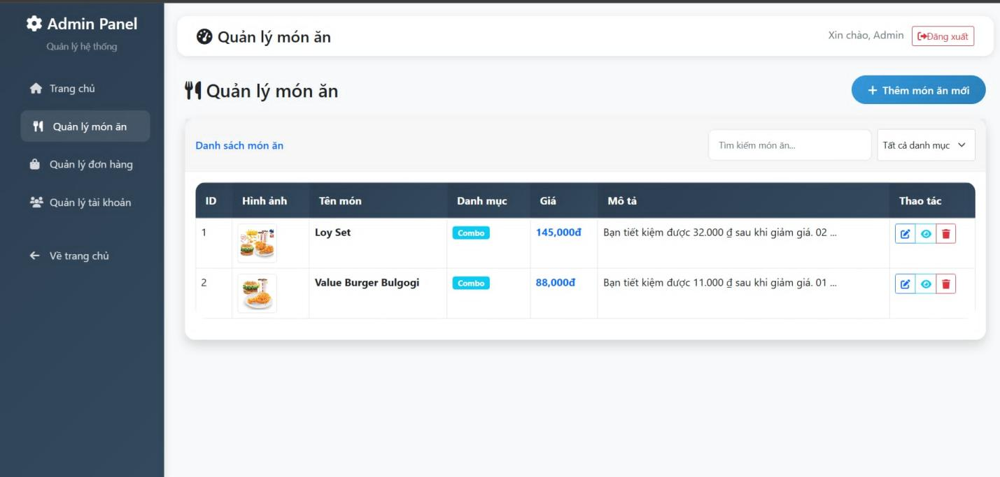 Admin Panel
Quản lý hệ thống
Trang chủ
Quản lý món ăn
Quản lý đơn hàng
Quản lý tài khoản
Về trang chủ
Quản lý món ăn
Xin chào, Admin
Đăng xuất
Quản lý món ăn
+ Thêm món ăn mới
Danh sách món ăn
Tìm kiếm món ăn...
Tất cả danh mục
ID Hình ảnh Tên món Danh mục Giá Mô tả Thao tác
1 Loy Set Combo 145,000đ Bạn tiết kiệm được 32.000 ₫ sau khi giảm giá. 02 ...
2 Value Burger Bulgogi Combo 88,000đ Bạn tiết kiệm được 11.000 ₫ sau khi giảm giá. 01 ...